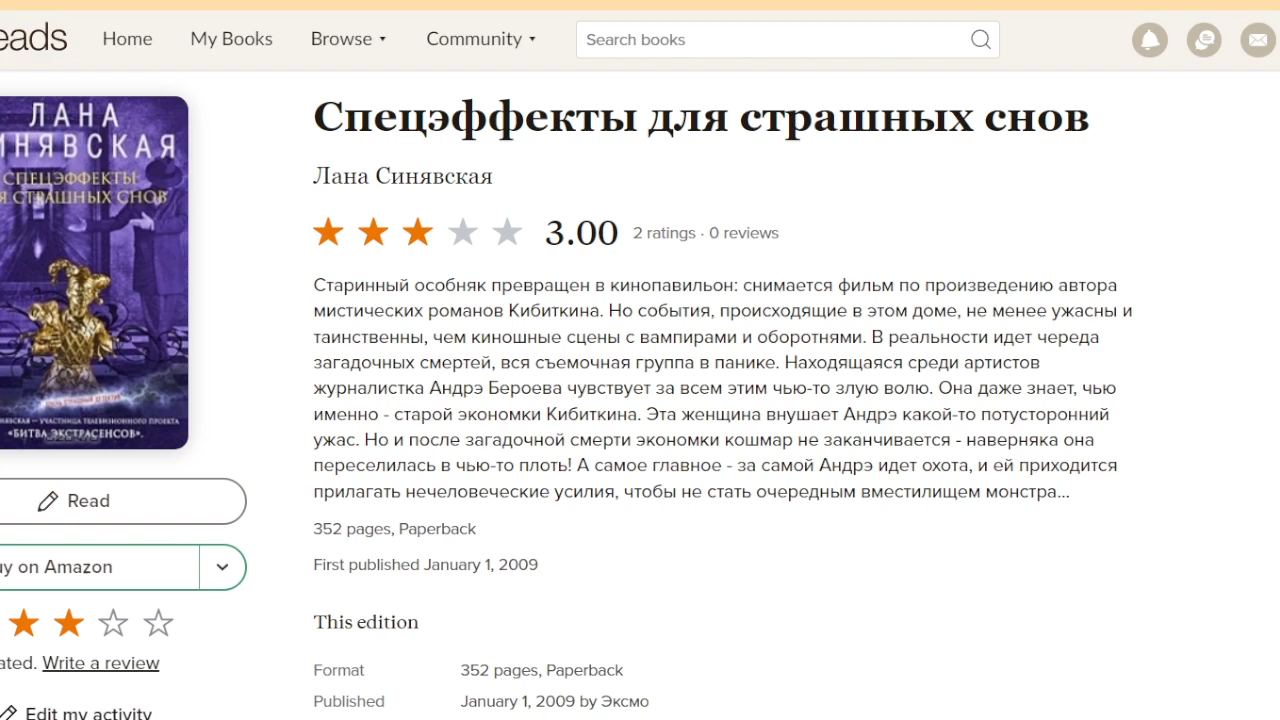 eads
Home
My Books
Browse
Community
Search books
ЛАНА
ИНЯВСКАЯ
СПЕЦЭФФЕКТЫ
Я СТРАШНЫХ СНОВ
ИНЯВСКАЯ — УЧАСТНИЦА ТЕЛЕВИЗИОННОГО ПРОЕКТА
«БИТВА ЭКСТРАСЕНСОВ».
Спецэффекты для страшных снов
Лана Синявская
3.00 2 ratings · 0 reviews
Старинный особняк превращен в кинопавильон: снимается фильм по произведению автора
мистических романов Кибиткина. Но события, происходящие в этом доме, не менее ужасны и
таинственны, чем киношные сцены с вампирами и оборотнями. В реальности идет череда
загадочных смертей, вся съемочная группа в панике. Находящаяся среди артистов
журналистка Андрэ Бероева чувствует за всем этим чью-то злую волю. Она даже знает, чью
именно - старой экономки Кибиткина. Эта женщина внушает Андрэ какой-то потусторонний
ужас. Но и после загадочной смерти экономки кошмар не заканчивается - наверняка она
переселилась в чью-то плоть! А самое главное - за самой Андрэ идет охота, и ей приходится
прилагать нечеловеческие усилия, чтобы не стать очередным вместилищем монстра...
352 pages, Paperback
First published January 1, 2009
This edition
Format 352 pages, Paperback
Published January 1, 2009 by Эксмо
Read
uy on Amazon
ated. Write a review
Edit my activity